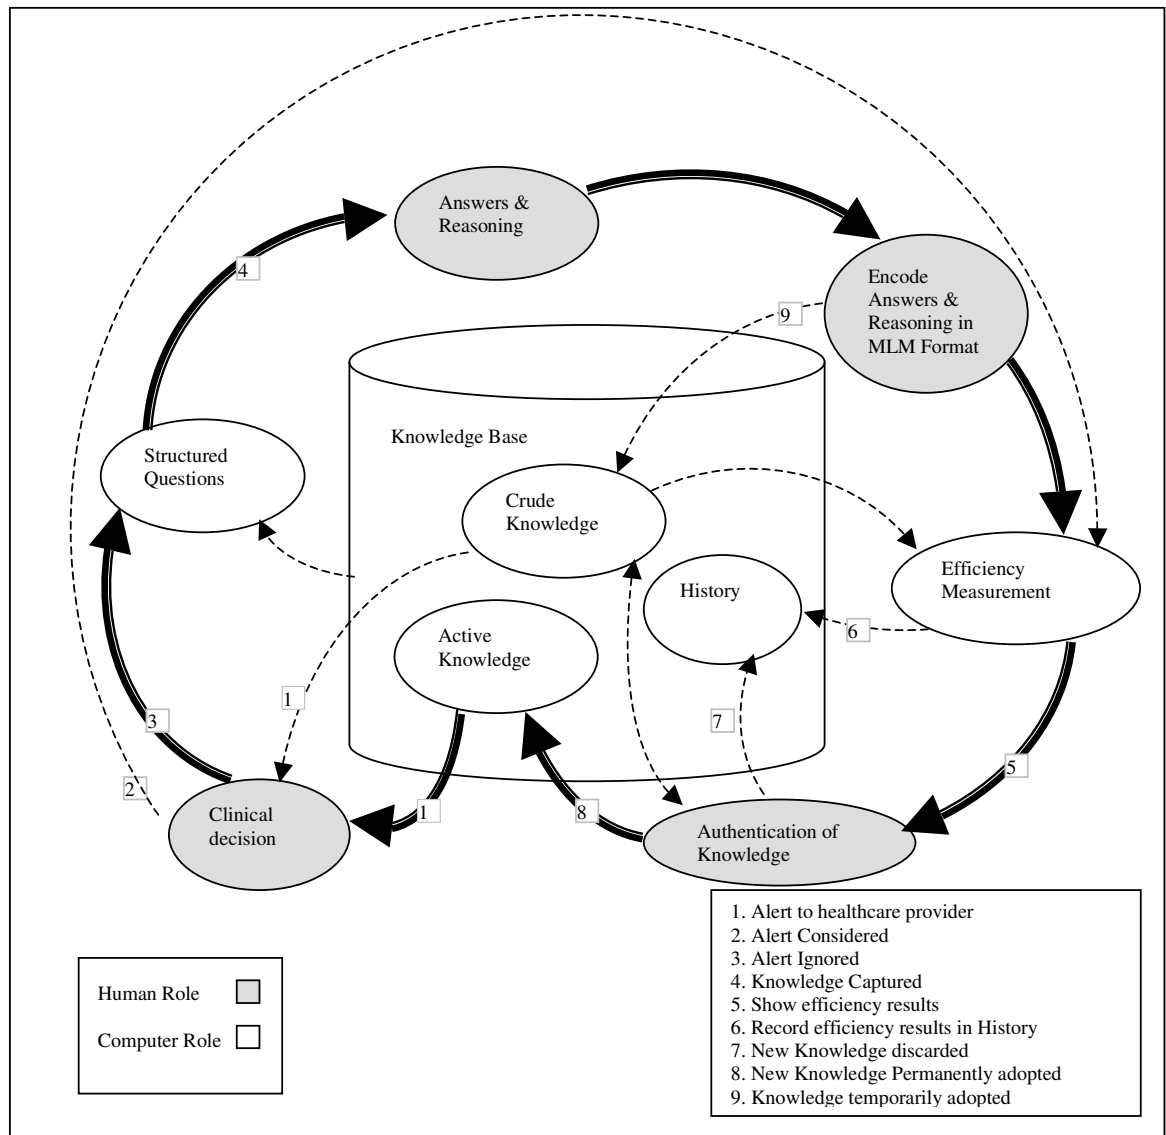 Answers &
Reasoning
4
Encode
Answers &
Reasoning in
MLM Format
9
Knowledge Base
Structured
Questions
Crude
Knowledge
Efficiency
Measurement
History
6
Active
Knowledge
1
3
7
2
5
1
8
Clinical
decision
Authentication of
Knowledge
1. Alert to healthcare provider
2. Alert Considered
3. Alert Ignored
4. Knowledge Captured
5. Show efficiency results
6. Record efficiency results in History
7. New Knowledge discarded
8. New Knowledge Permanently adopted
9. Knowledge temporarily adopted
Human Role
Computer Role